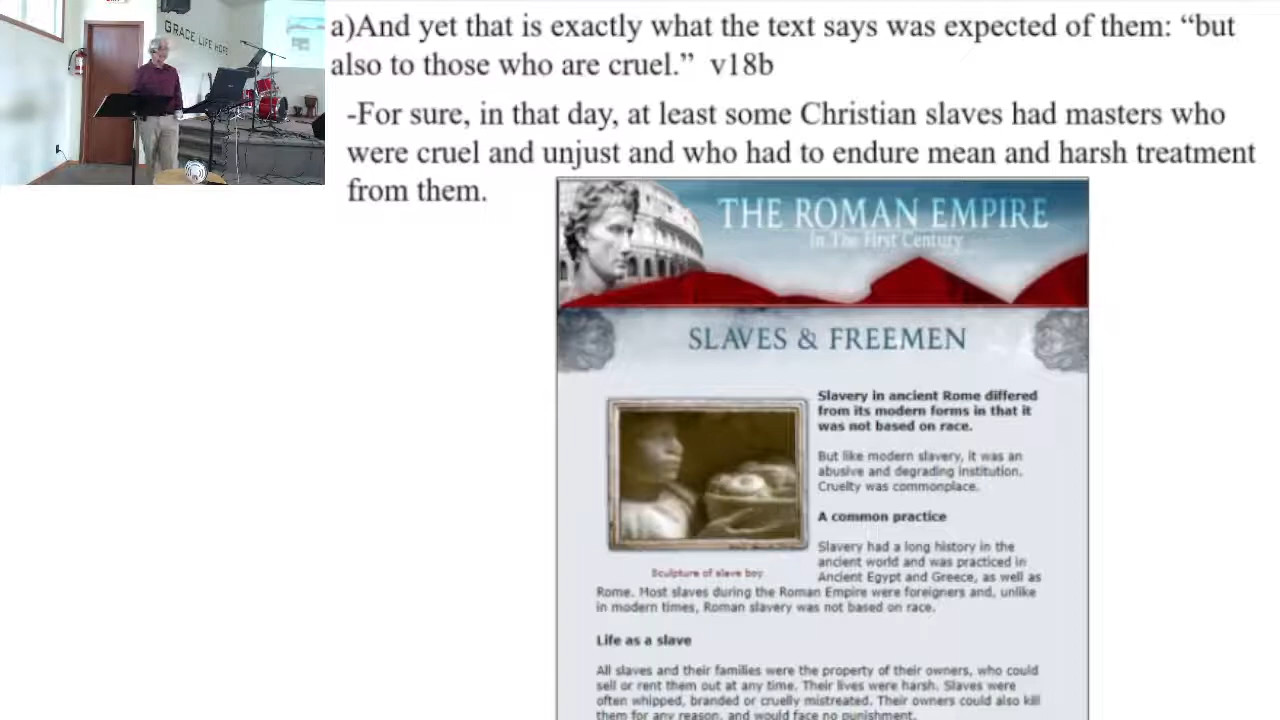 GRACE LIFE HOPE
a)And yet that is exactly what the text says was expected of them: “but
also to those who are cruel.” v18b
-For sure, in that day, at least some Christian slaves had masters who
were cruel and unjust and who had to endure mean and harsh treatment
from them.
THE ROMAN EMPIRE
In The First Century
SLAVES & FREEMEN
Slavery in ancient Rome differed
from its modern forms in that it
was not based on race.
But like modern slavery, it was an
abusive and degrading institution.
Cruelty was commonplace.
A common practice
Slavery had a long history in the
ancient world and was practiced in
Ancient Egypt and Greece, as well as
Sculpture of slave boy
Rome. Most slaves during the Roman Empire were foreigners and, unlike
in modern times, Roman slavery was not based on race.
Life as a slave
All slaves and their families were the property of their owners, who could
sell or rent them out at any time. Their lives were harsh. Slaves were
often whipped, branded or cruelly mistreated. Their owners could also kill
them for any reason, and would face no punishment.